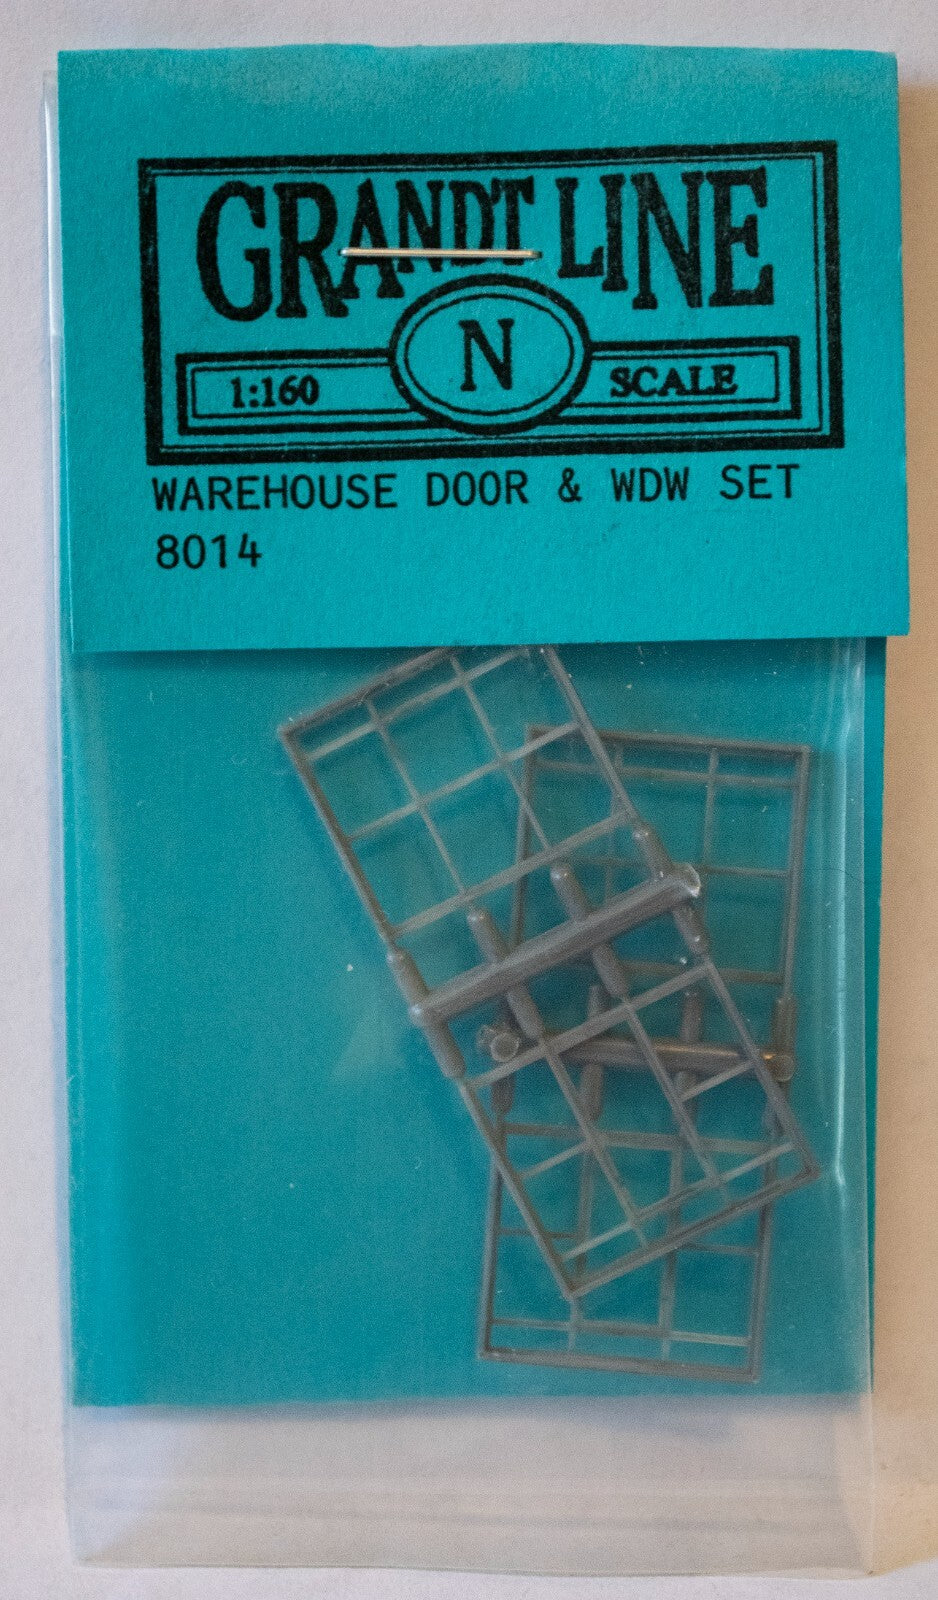 GRANDT LINE
N
1:160 SCALE
WAREHOUSE DOOR & WDW SET
8014